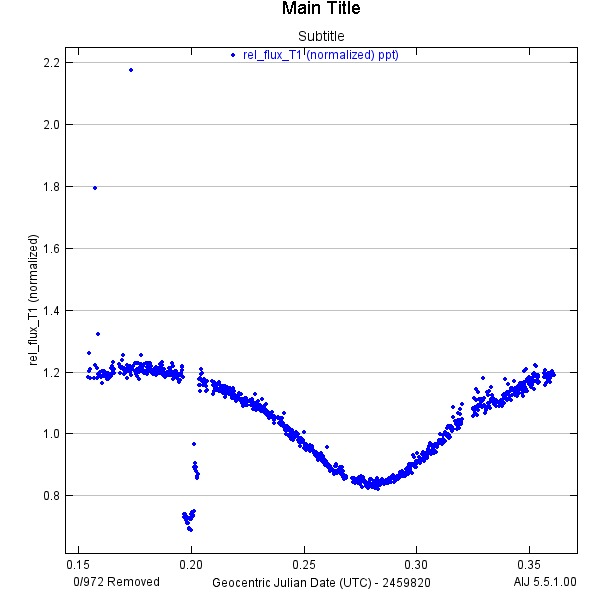 Main Title
Subtitle
rel_flux_T1 (normalized) ppt)
2.2
2.0
1.8
1.6
1.4
1.2
1.0
0.8
rel_flux_T1 (normalized)
0.15
0.20
0.25
0.30
0.35
0/972 Removed
Geocentric Julian Date (UTC) - 2459820
AIJ 5.5.1.00